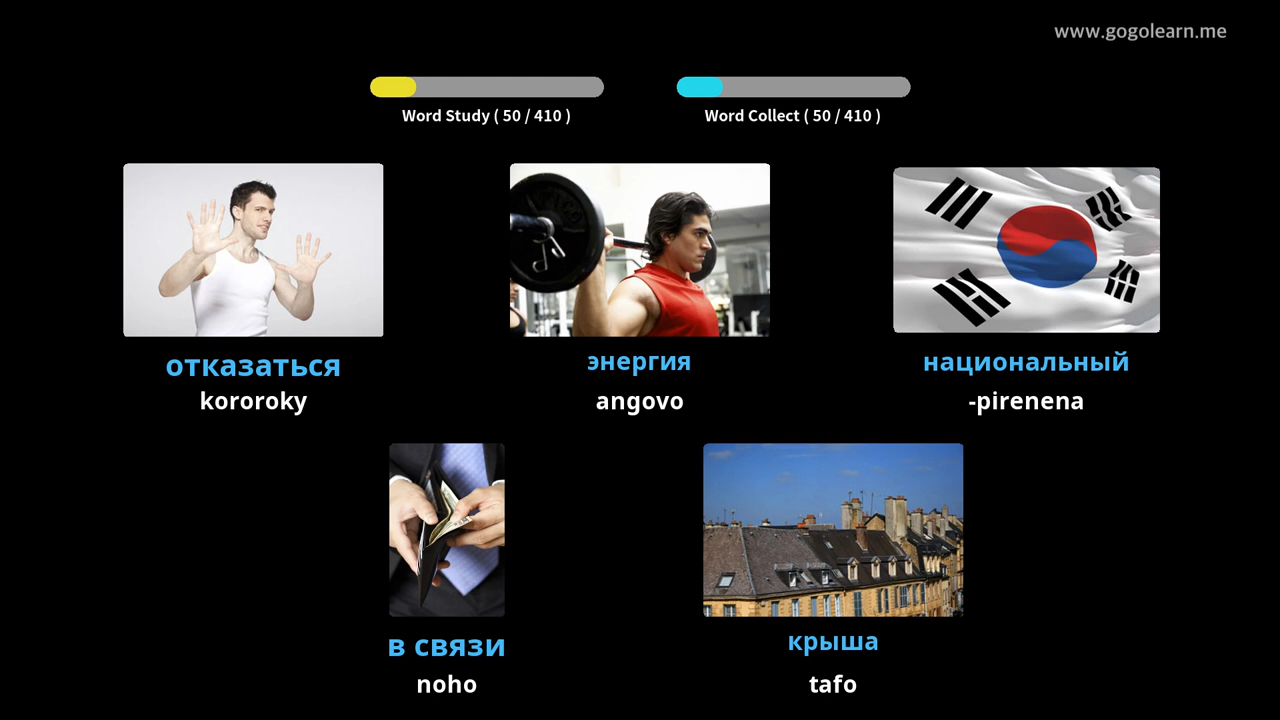 www.gogolearn.me
Word Study ( 50 / 410 )
Word Collect ( 50 / 410 )
отказаться
kororoky
энергия
angovo
национальный
-pirenena
в связи
noho
крыша
tafo